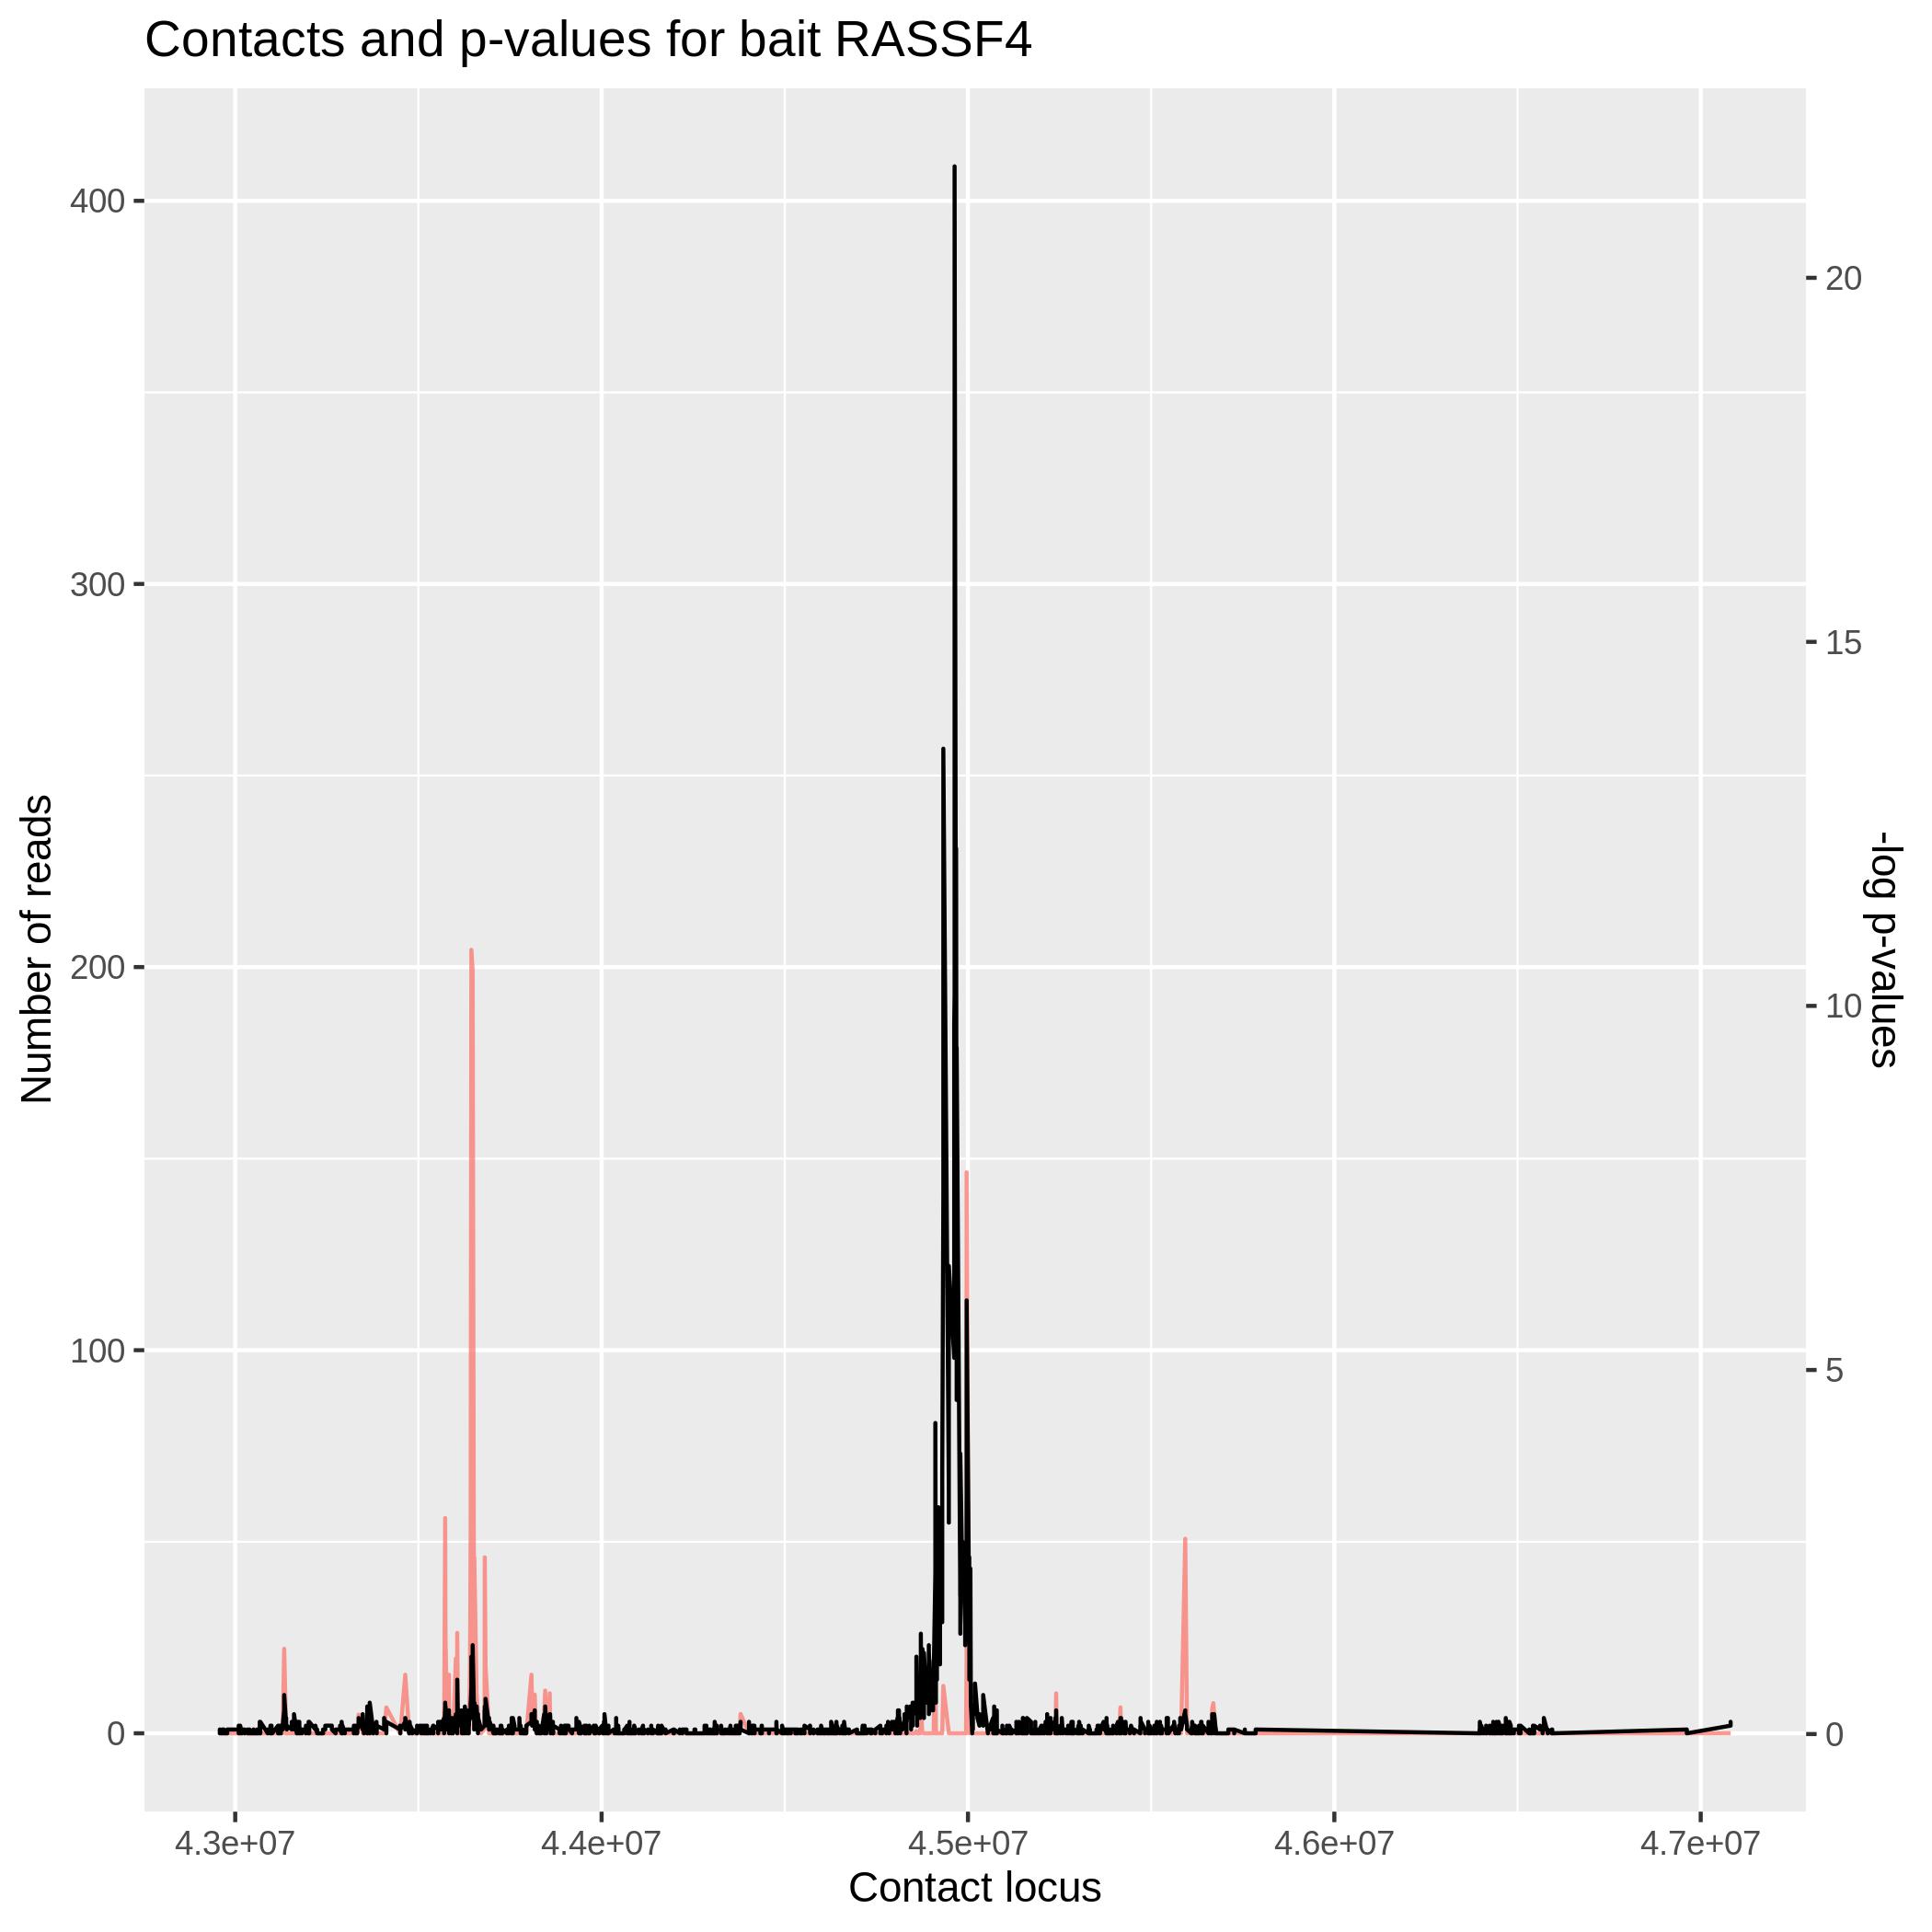 Contacts and p-values for bait RASSF4
400
300
200
100
0
20
15
10
5
0
Number of reads
-log p-values
4.3e+07 4.4e+07 4.5e+07 4.6e+07 4.7e+07
Contact locus